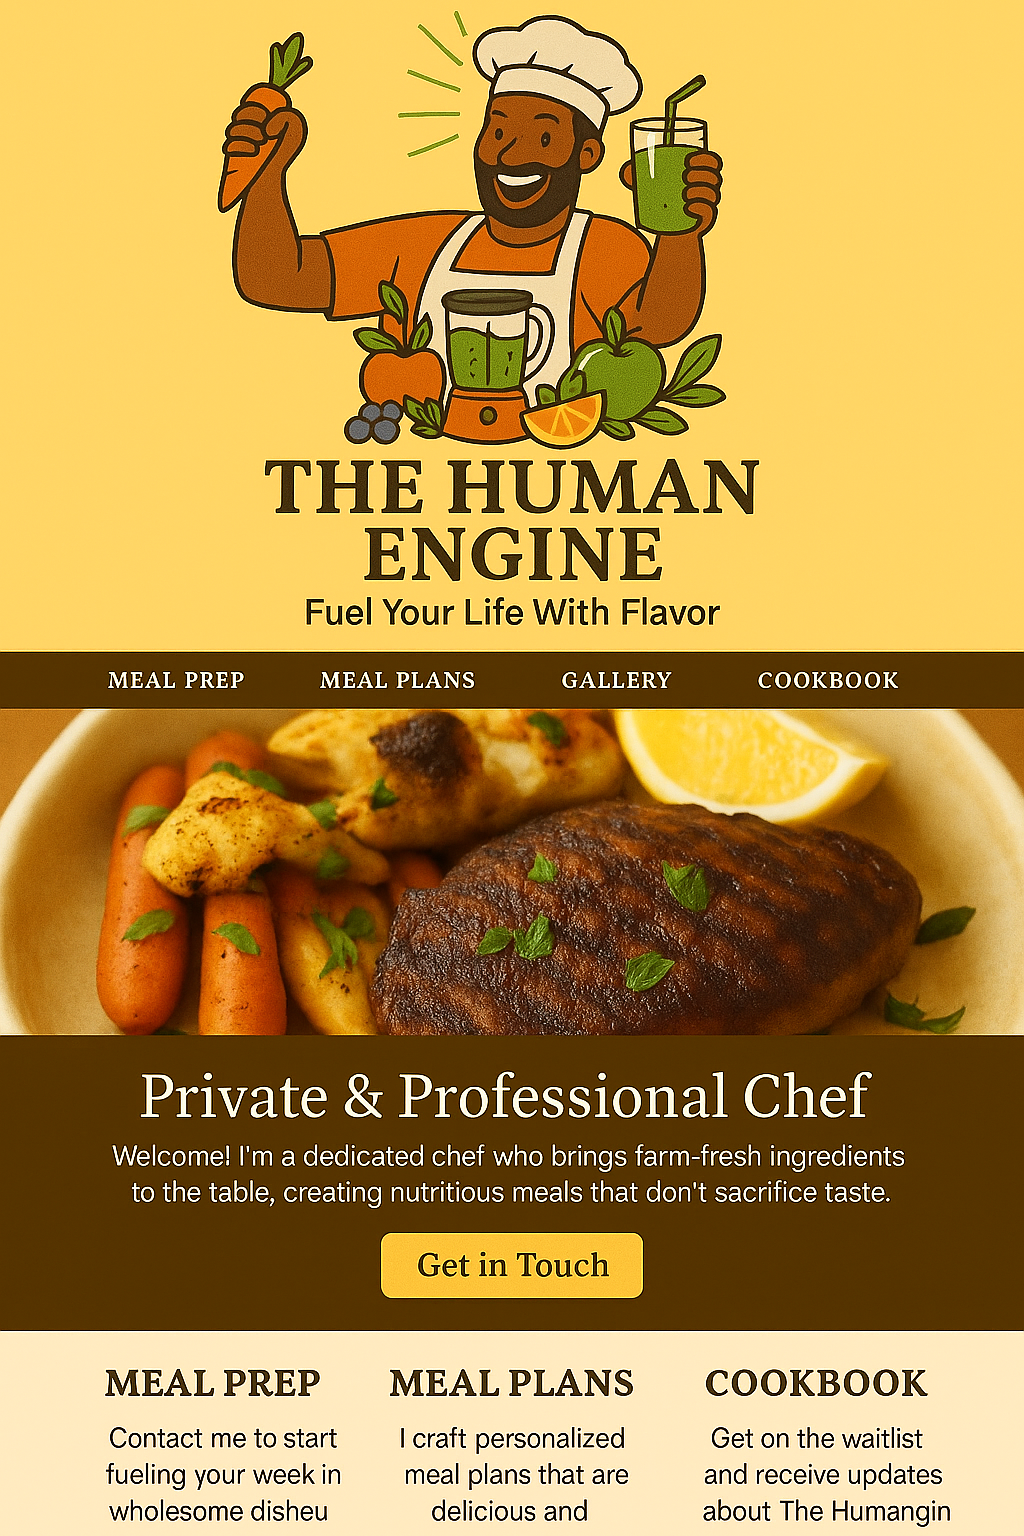 THE HUMAN
ENGINE
Fuel Your Life With Flavor
MEAL PREP MEAL PLANS GALLERY COOKBOOK
Private & Professional Chef
Welcome! I'm a dedicated chef who brings farm-fresh ingredients
to the table, creating nutritious meals that don't sacrifice taste.
Get in Touch
MEAL PREP
Contact me to start
fueling your week in
wholesome disheu
MEAL PLANS
I craft personalized
meal plans that are
delicious and
COOKBOOK
Get on the waitlist
and receive updates
about The Humangin